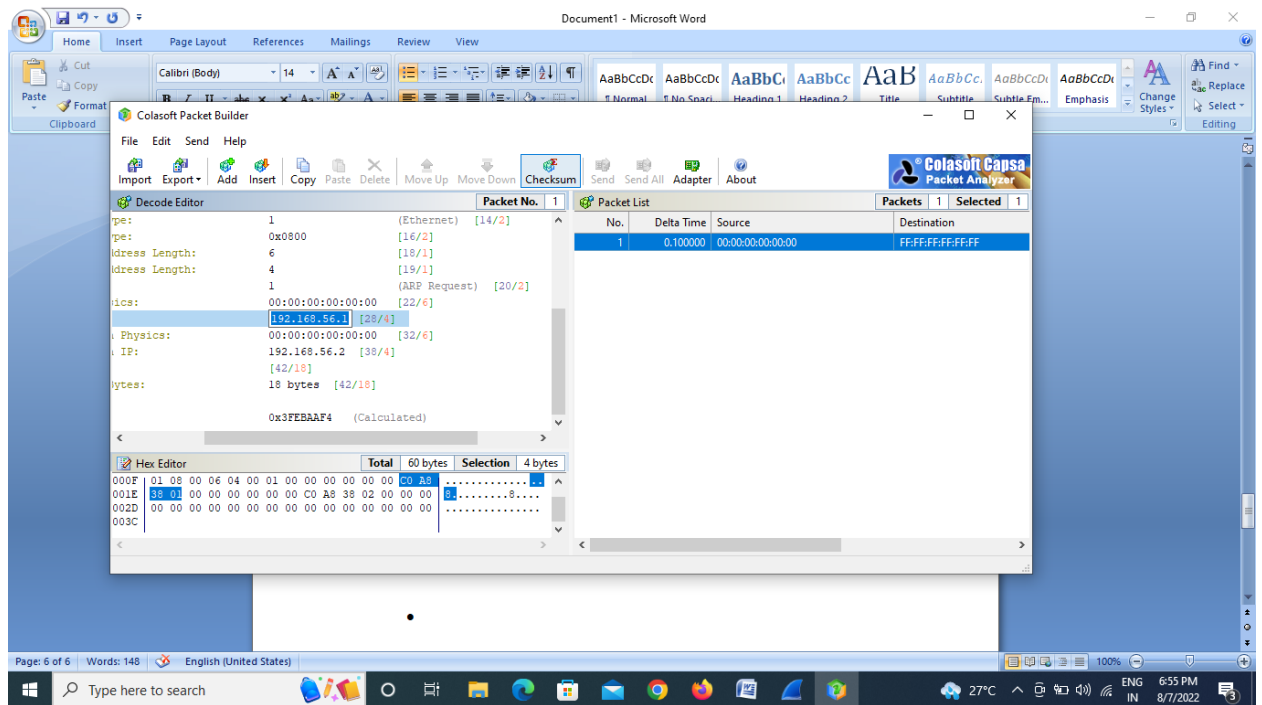 Document1 - Microsoft Word
Home Insert Page Layout References Mailings Review View
Paste
Cut
Copy
Format
Clipboard
Calibri (Body) 14
AaBbCcDc AaBbCcDc AaBbC AaBbCc AaB AaBbCc. AaBbCcDt AaBbCcDt
¶ Normal ¶ No Spaci... Heading 1 Heading 2 Title Subtitle Subtle Em... Emphasis
Change Styles
Find
Replace
Select
Editing
Colasoft Packet Builder
File Edit Send Help
Import Export Add Insert Copy Paste Delete Move Up Move Down Checksum Send Send All Adapter About
Colasoft Capsa
Packet Analyzer
Decode Editor Packet No. 1
pe: 1 (Ethernet) [14/2]
pe: 0x0800 [16/2]
ddress Length: 6 [18/1]
ddress Length: 4 [19/1]
1 (ARP Request) [20/2]
ics: 00:00:00:00:00:00 [22/6]
192.168.56.1 [28/4]
Physics: 00:00:00:00:00:00 [32/6]
IP: 192.168.56.2 [38/4]
[42/18]
ytes: 18 bytes [42/18]
0x3FEBAAF4 (Calculated)
Packet List Packets 1 Selected 1
No. Delta Time Source Destination
1 0.100000 00:00:00:00:00:00 FF:FF:FF:FF:FF:FF
Hex Editor Total 60 bytes Selection 4 bytes
000F 01 08 00 06 04 00 01 00 00 00 00 00 00 C0 A8 ...............
001E 38 01 00 00 00 00 00 00 C0 A8 38 02 00 00 00 8.........8....
002D 00 00 00 00 00 00 00 00 00 00 00 00 00 00 00 ...............
003C
Page: 6 of 6 Words: 148 English (United States) 100%
Type here to search
27°C
ENG
IN
6:55 PM
8/7/2022
3